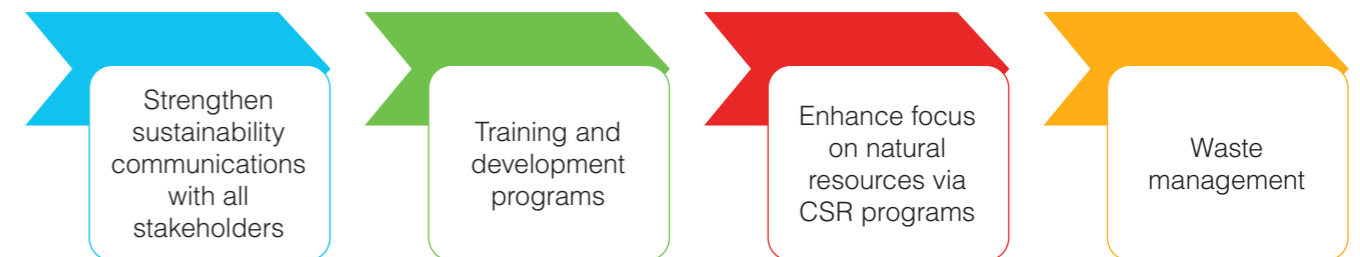 Strengthen
sustainability
communications
with all
stakeholders
Training and
development
programs
Enhance focus
on natural
resources via
CSR programs
Waste
management